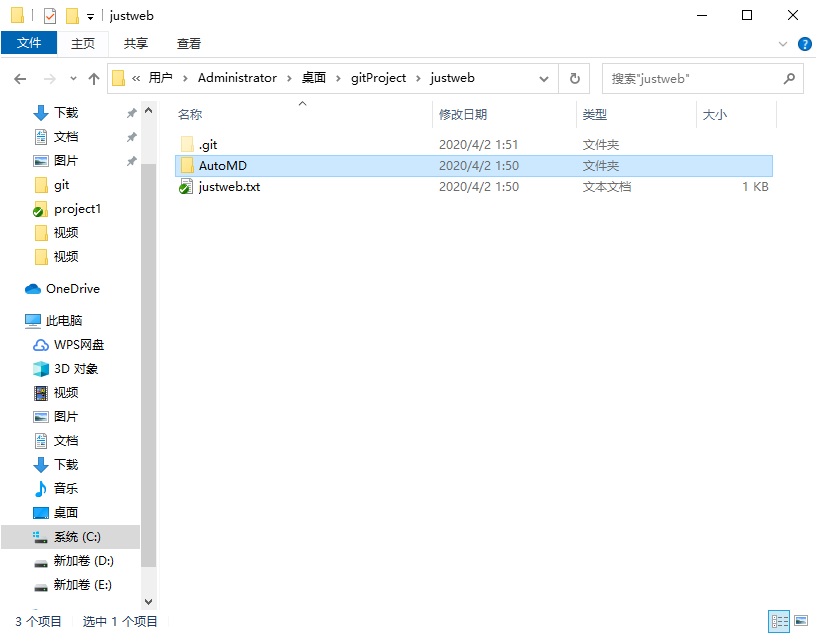 justweb
文件 主页 共享 查看
« 用户 › Administrator › 桌面 › gitProject › justweb
搜索"justweb"
下载
文档
图片
git
project1
视频
视频
OneDrive
此电脑
WPS网盘
3D 对象
视频
图片
文档
下载
音乐
桌面
系统 (C:)
新加卷 (D:)
新加卷 (E:)
名称 修改日期 类型 大小
.git 2020/4/2 1:51 文件夹
AutoMD 2020/4/2 1:50 文件夹
justweb.txt 2020/4/2 1:50 文本文档 1 KB
3 个项目 选中 1 个项目